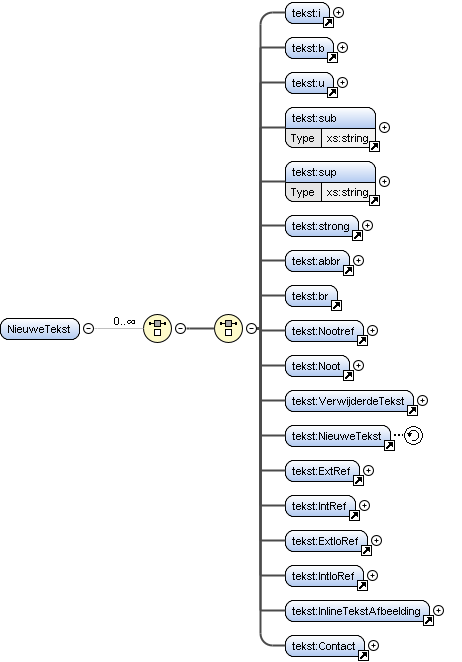 tekst:i
tekst:b
tekst:u
tekst:sub
Type xs:string
tekst:sup
Type xs:string
tekst:strong
tekst:abbr
tekst:br
NieuweTekst 0..∞
tekst:Nootref
tekst:Noot
tekst:VerwijderdeTekst
tekst:NieuweTekst
tekst:ExtRef
tekst:IntRef
tekst:ExtIoRef
tekst:IntIoRef
tekst:InlineTekstAfbeelding
tekst:Contact